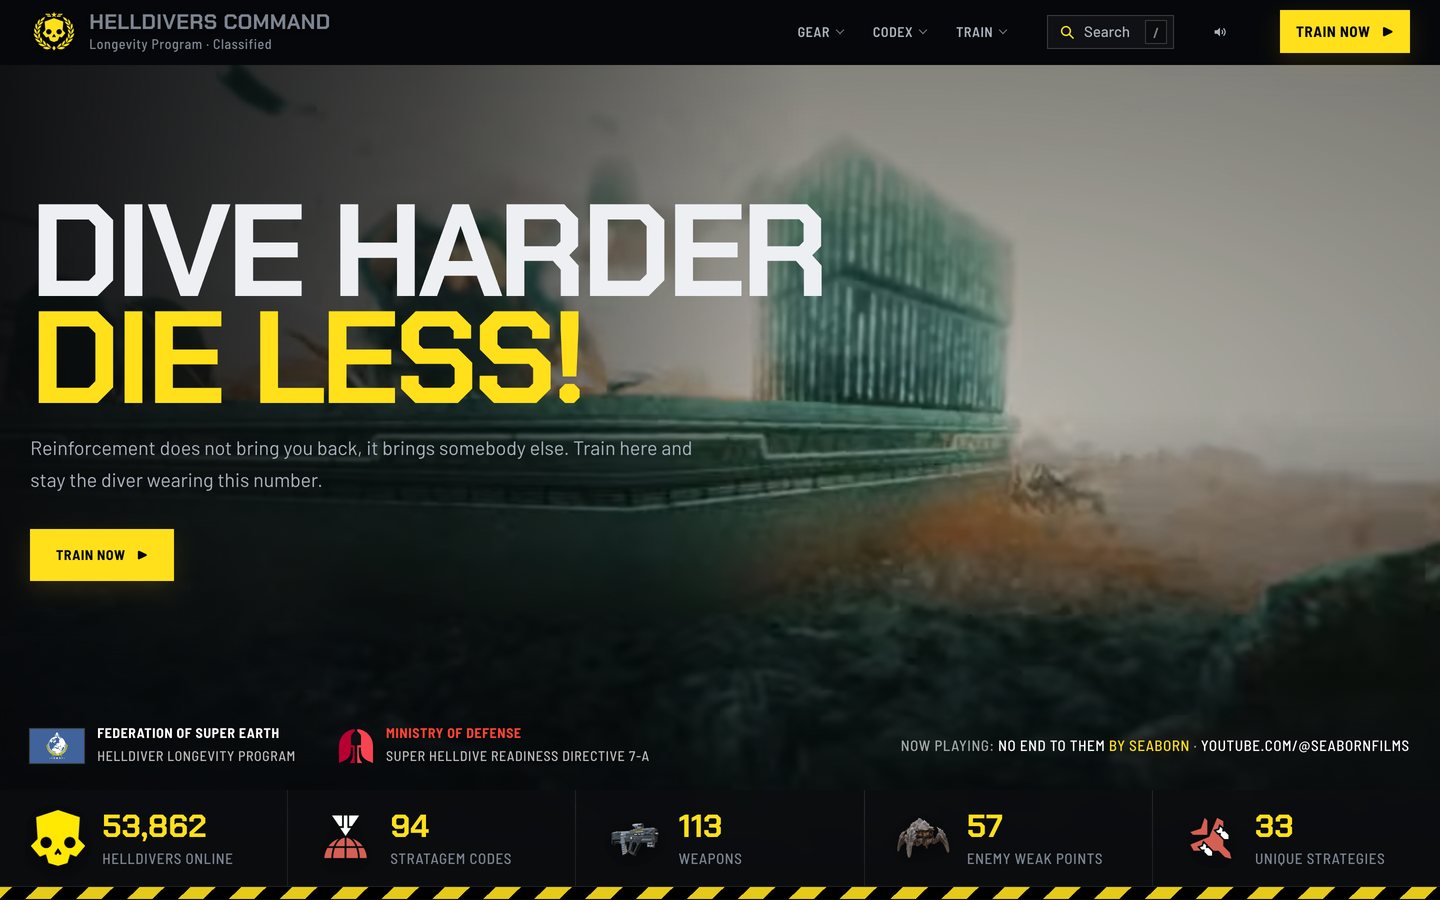 HELLDIVERS COMMAND
Longevity Program · Classified
GEAR
CODEX
TRAIN
Search
/
TRAIN NOW
DIVE HARDER
DIE LESS!
Reinforcement does not bring you back, it brings somebody else. Train here and
stay the diver wearing this number.
TRAIN NOW
FEDERATION OF SUPER EARTH
HELLDIVER LONGEVITY PROGRAM
MINISTRY OF DEFENSE
SUPER HELLDIVE READINESS DIRECTIVE 7-A
NOW PLAYING: NO END TO THEM BY SEABORN · YOUTUBE.COM/@SEABORNFILMS
53,862
HELLDIVERS ONLINE
94
STRATAGEM CODES
113
WEAPONS
57
ENEMY WEAK POINTS
33
UNIQUE STRATEGIES